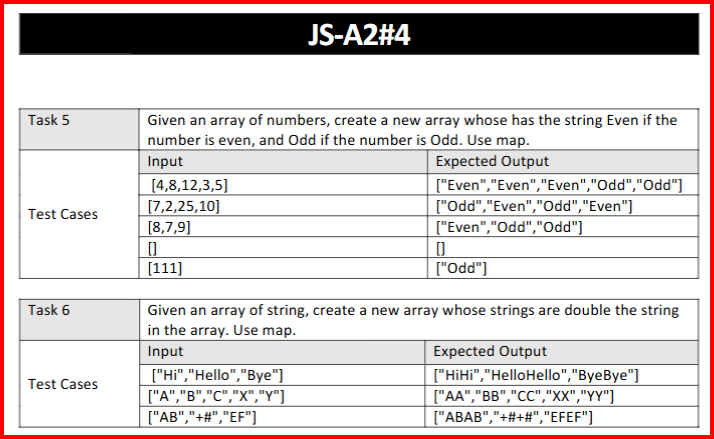 JS-A2#4
Task 5
Given an array of numbers, create a new array whose has the string Even if the
number is even, and Odd if the number is Odd. Use map.
Test Cases
Input Expected Output
[4,8,12,3,5] ["Even","Even","Even","Odd","Odd"]
[7,2,25,10] ["Odd","Even","Odd","Even"]
[8,7,9] ["Even","Odd","Odd"]
[] []
[111] ["Odd"]
Task 6
Given an array of string, create a new array whose strings are double the string
in the array. Use map.
Test Cases
Input Expected Output
["Hi","Hello","Bye"] ["HiHi","HelloHello","ByeBye"]
["A","B","C","X","Y"] ["AA","BB","CC","XX","YY"]
["AB","+#","EF"] ["ABAB","+#+#","EFEF"]